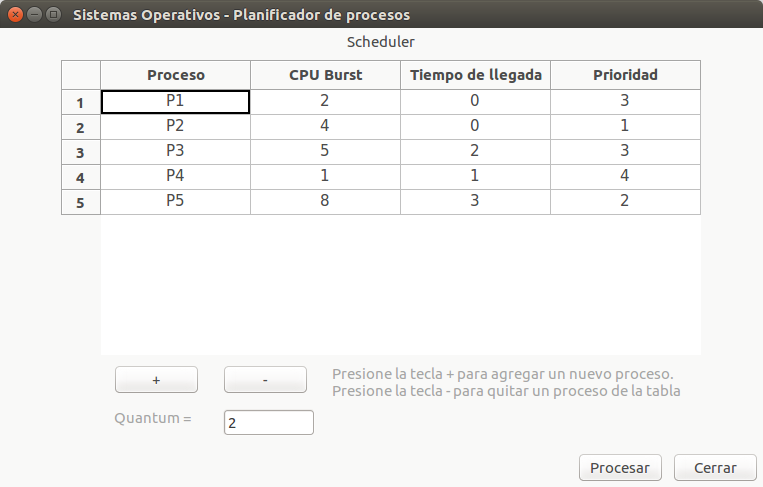 Sistemas Operativos - Planificador de procesos
Scheduler
Proceso CPU Burst Tiempo de llegada Prioridad
1 P1 2 0 3
2 P2 4 0 1
3 P3 5 2 3
4 P4 1 1 4
5 P5 8 3 2
+ - Presione la tecla + para agregar un nuevo proceso.
Presione la tecla - para quitar un proceso de la tabla
Quantum = 2
Procesar Cerrar